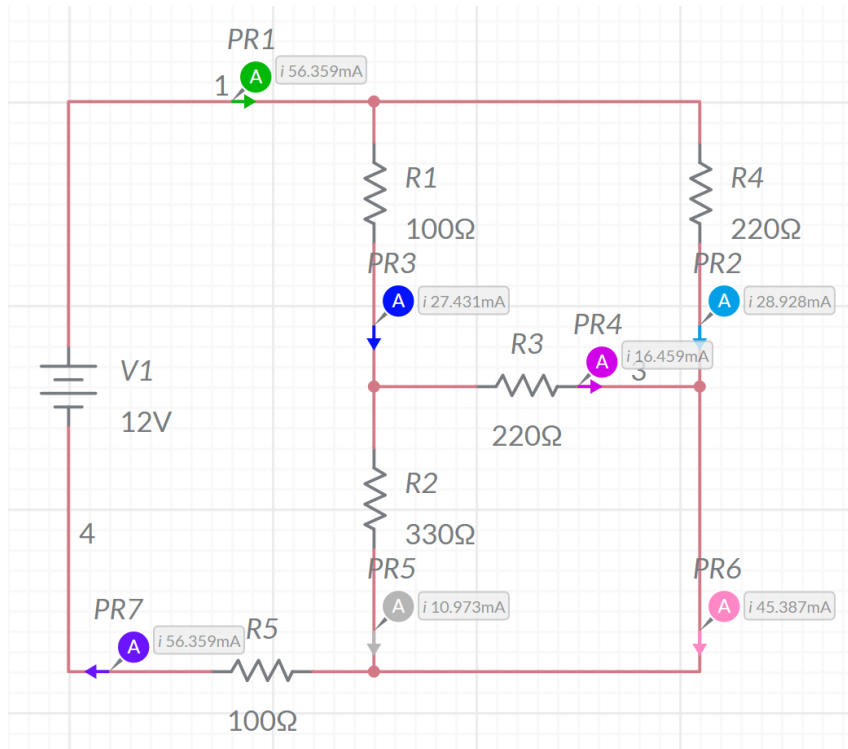 PR1
A
i 56.359mA
1
R1
100Ω
R4
220Ω
PR3
A
i 27.431mA
PR2
A
i 28.928mA
PR4
A
i 16.459mA
3
R3
220Ω
V1
12V
R2
330Ω
4
PR5
A
i 10.973mA
PR6
A
i 45.387mA
PR7
A
i 56.359mA
R5
100Ω